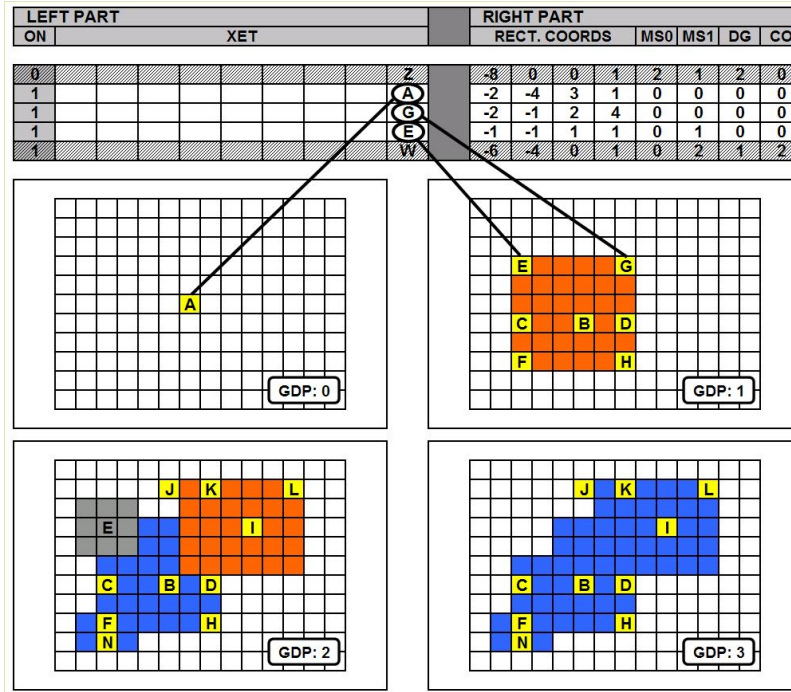 LEFT PART RIGHT PART
ON XET RECT. COORDS MS0 MS1 DG CO
0 Z -8 0 0 1 2 1 2 0
1 A -2 -4 3 1 0 0 0 0
1 G -2 -1 2 4 0 0 0 0
1 E -1 -1 1 1 0 1 0 0
1 W -6 -4 0 1 0 2 1 2
A
GDP: 0
E G
C B D
F H
GDP: 1
J K L
E I
C B D
F H
N
GDP: 2
J K L
I
C B D
F H
N
GDP: 3